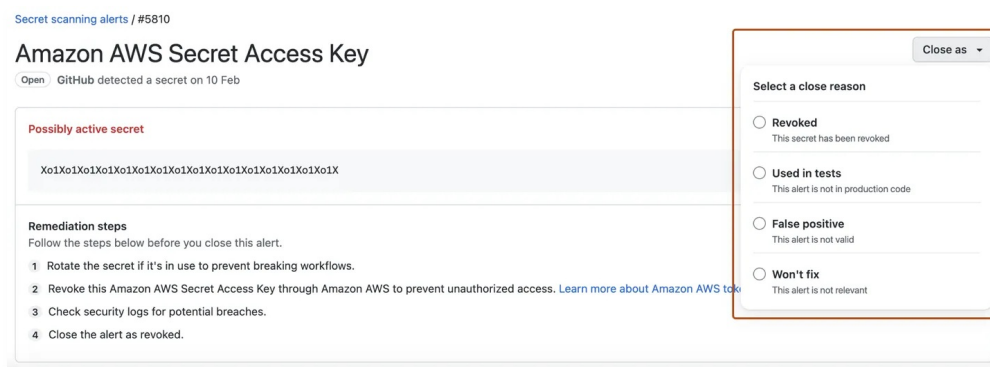 Secret scanning alerts / #5810
Amazon AWS Secret Access Key
Open GitHub detected a secret on 10 Feb
Possibly active secret
Xo1Xo1Xo1Xo1Xo1Xo1Xo1Xo1Xo1Xo1Xo1Xo1Xo1Xo1Xo1Xo1X
Remediation steps
Follow the steps below before you close this alert.
1 Rotate the secret if it's in use to prevent breaking workflows.
2 Revoke this Amazon AWS Secret Access Key through Amazon AWS to prevent unauthorized access. Learn more about Amazon AWS tok
3 Check security logs for potential breaches.
4 Close the alert as revoked.
Close as
Select a close reason
Revoked
This secret has been revoked
Used in tests
This alert is not in production code
False positive
This alert is not valid
Won't fix
This alert is not relevant